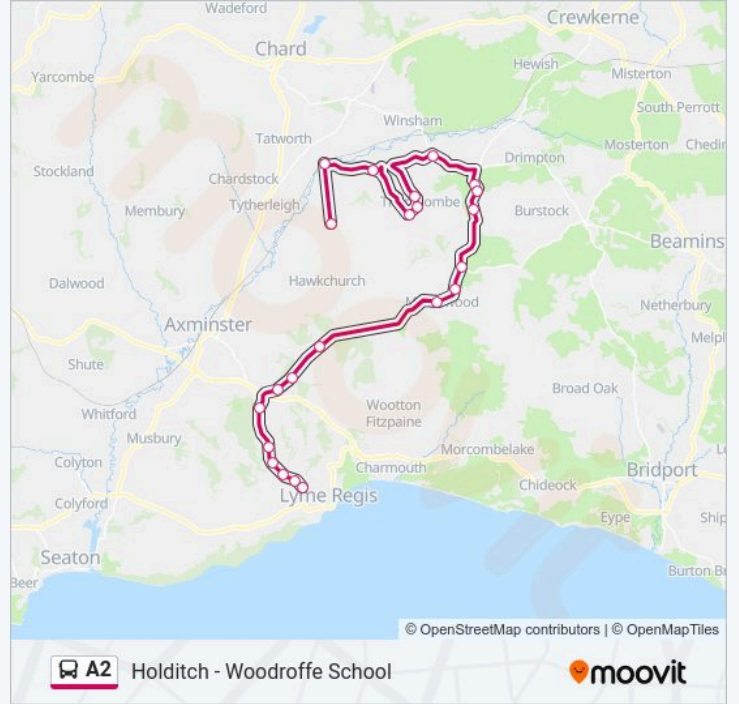 Wadeford
Crewkerne
Chard
Hewish
Yarcombe
Misterton
South Perrott
Winsham
Tatworth
Mosterton
Drimpton
Stockland
Chardstock
Tytherleigh
Membury
Burstock
Beamins
Hawkchurch
Dalwood
Netherbury
Axminster
Shute
Broad Oak
Wootton
Fitzpaine
Whitford
Musbury
Morcombelake
Colyton
Charmouth
Bridport
Chideock
Lyme Regis
Colyford
Eype
Ship
Seaton
Beer
Burton Br
© OpenStreetMap contributors | © OpenMapTiles
A2 Holditch - Woodroffe School
moovit